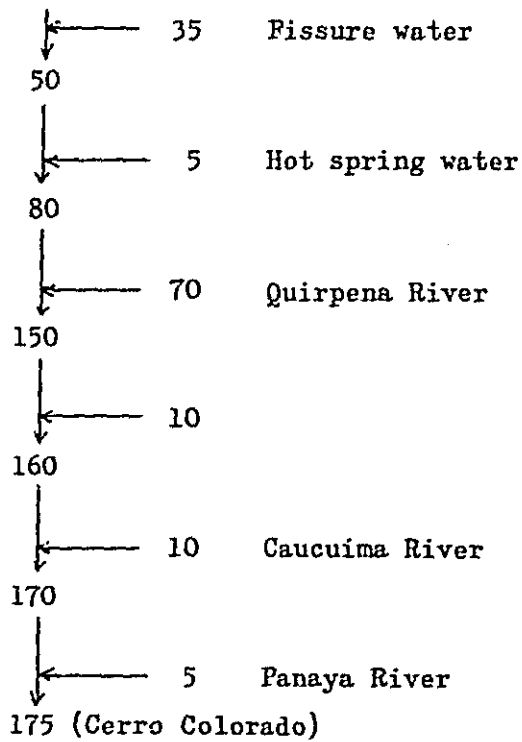 35 Fissure water
50
5 Hot spring water
80
70 Quirpena River
150
10
160
10 Caucuima River
170
5 Panaya River
175 (Cerro Colorado)